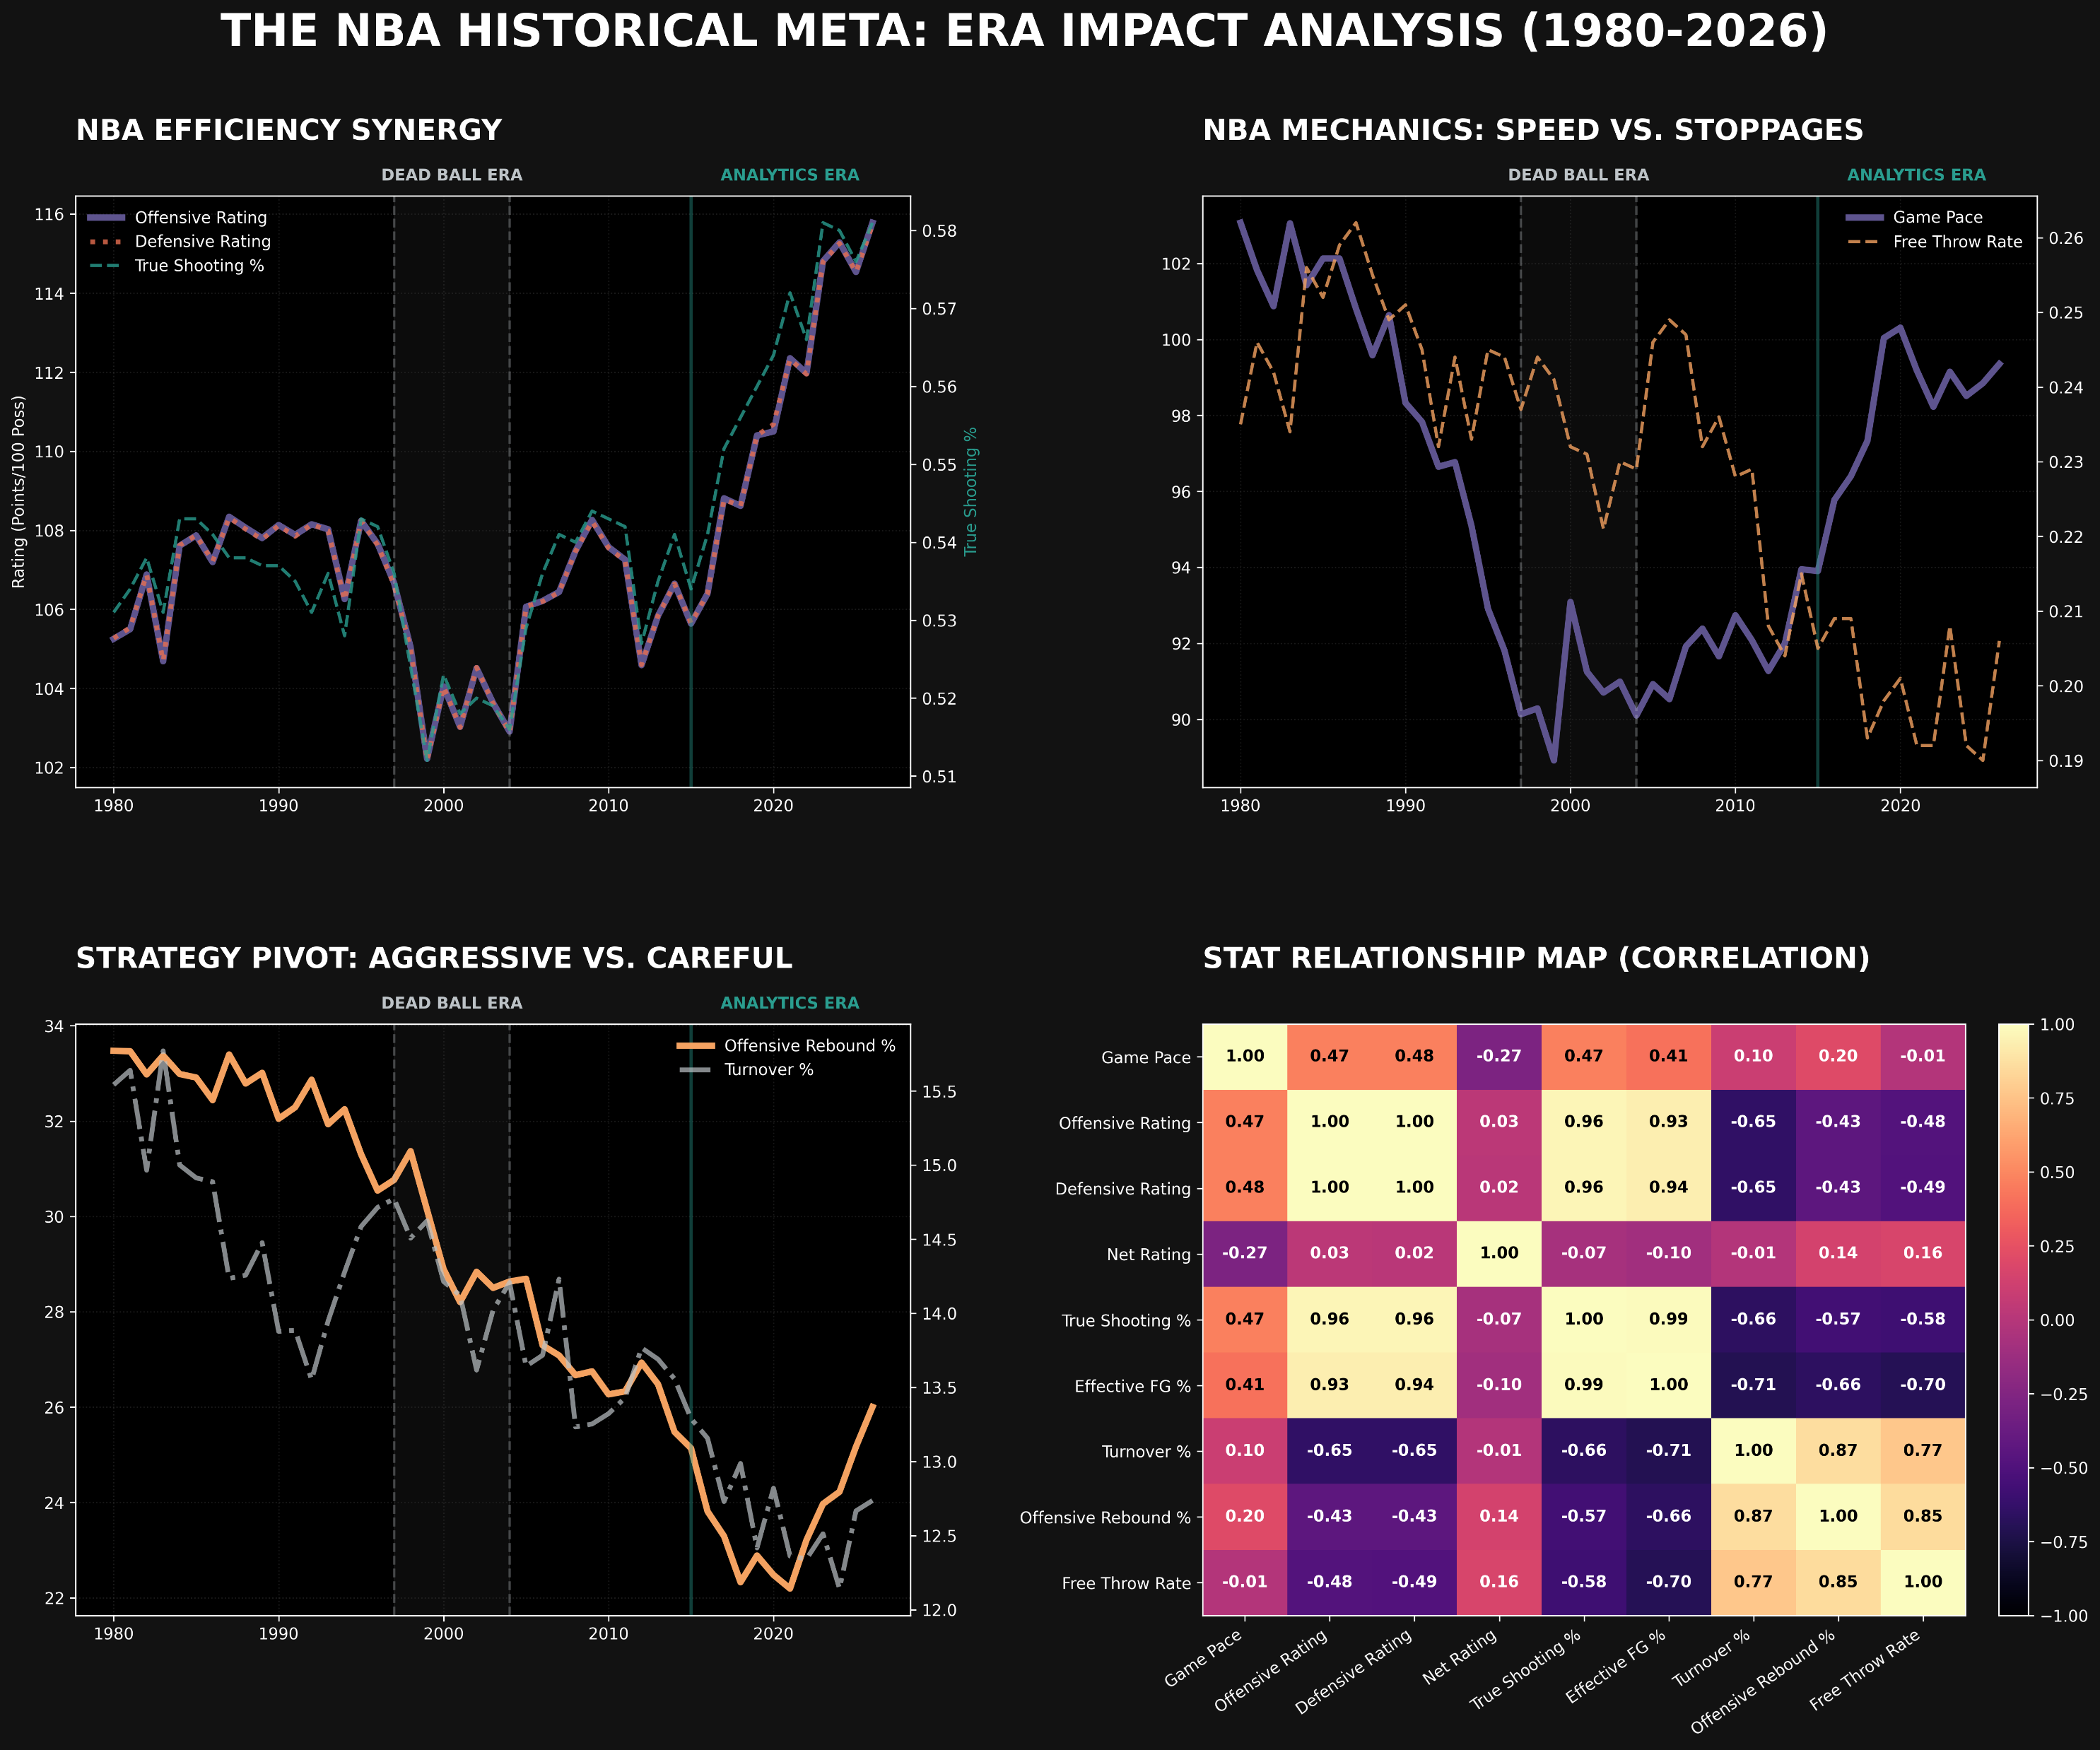 THE NBA HISTORICAL META: ERA IMPACT ANALYSIS (1980-2026)
NBA EFFICIENCY SYNERGY
DEAD BALL ERA
ANALYTICS ERA
Offensive Rating
Defensive Rating
True Shooting %
Rating (Points/100 Poss)
116
114
112
110
108
106
104
102
0.58
0.57
0.56
0.55
0.54
0.53
0.52
0.51
True Shooting %
1980 1990 2000 2010 2020
NBA MECHANICS: SPEED VS. STOPPAGES
DEAD BALL ERA
ANALYTICS ERA
Game Pace
Free Throw Rate
102
100
98
96
94
92
90
0.26
0.25
0.24
0.23
0.22
0.21
0.20
0.19
1980 1990 2000 2010 2020
STRATEGY PIVOT: AGGRESSIVE VS. CAREFUL
DEAD BALL ERA
ANALYTICS ERA
Offensive Rebound %
Turnover %
34
32
30
28
26
24
22
15.5
15.0
14.5
14.0
13.5
13.0
12.5
12.0
1980 1990 2000 2010 2020
STAT RELATIONSHIP MAP (CORRELATION)
Game Pace 1.00 0.47 0.48 -0.27 0.47 0.41 0.10 0.20 -0.01
Offensive Rating 0.47 1.00 1.00 0.03 0.96 0.93 -0.65 -0.43 -0.48
Defensive Rating 0.48 1.00 1.00 0.02 0.96 0.94 -0.65 -0.43 -0.49
Net Rating -0.27 0.03 0.02 1.00 -0.07 -0.10 -0.01 0.14 0.16
True Shooting % 0.47 0.96 0.96 -0.07 1.00 0.99 -0.66 -0.57 -0.58
Effective FG % 0.41 0.93 0.94 -0.10 0.99 1.00 -0.71 -0.66 -0.70
Turnover % 0.10 -0.65 -0.65 -0.01 -0.66 -0.71 1.00 0.87 0.77
Offensive Rebound % 0.20 -0.43 -0.43 0.14 -0.57 -0.66 0.87 1.00 0.85
Free Throw Rate -0.01 -0.48 -0.49 0.16 -0.58 -0.70 0.77 0.85 1.00
Game Pace
Offensive Rating
Defensive Rating
Net Rating
True Shooting %
Effective FG %
Turnover %
Offensive Rebound %
Free Throw Rate
1.00
0.75
0.50
0.25
0.00
−0.25
−0.50
−0.75
−1.00